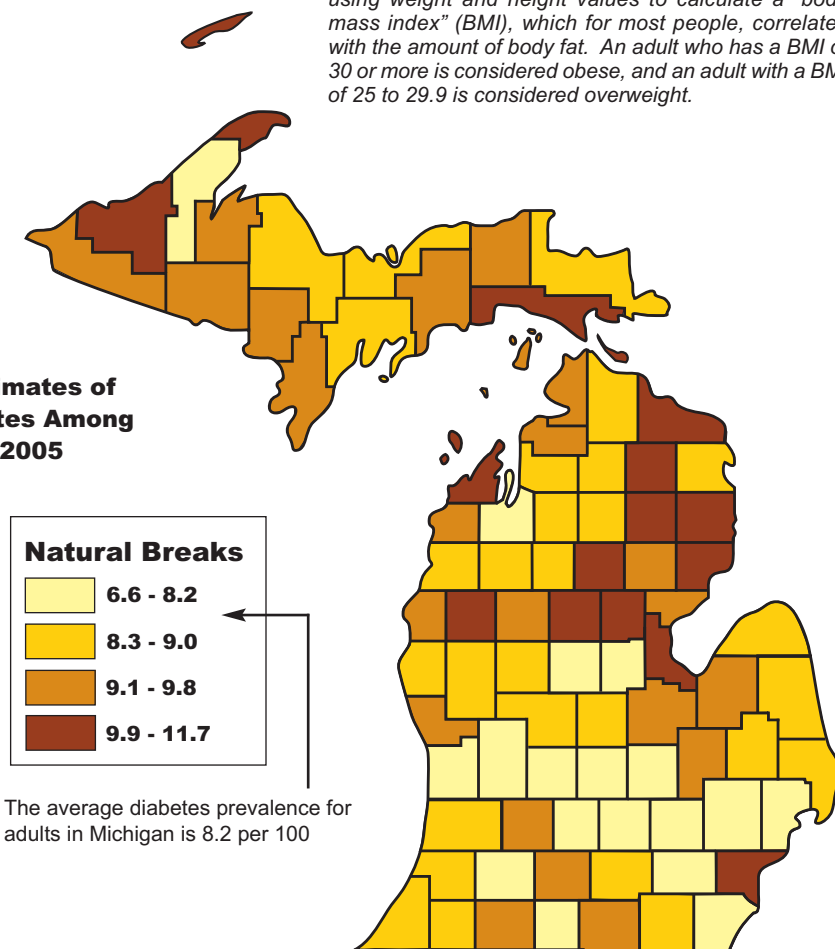 using weight and height values to calculate a "body
mass index" (BMI), which for most people, correlate
with the amount of body fat. An adult who has a BMI o
30 or more is considered obese, and an adult with a BM
of 25 to 29.9 is considered overweight.
mates of
tes Among
2005
Natural Breaks
6.6 - 8.2
8.3 - 9.0
9.1 - 9.8
9.9 - 11.7
The average diabetes prevalence for
adults in Michigan is 8.2 per 100